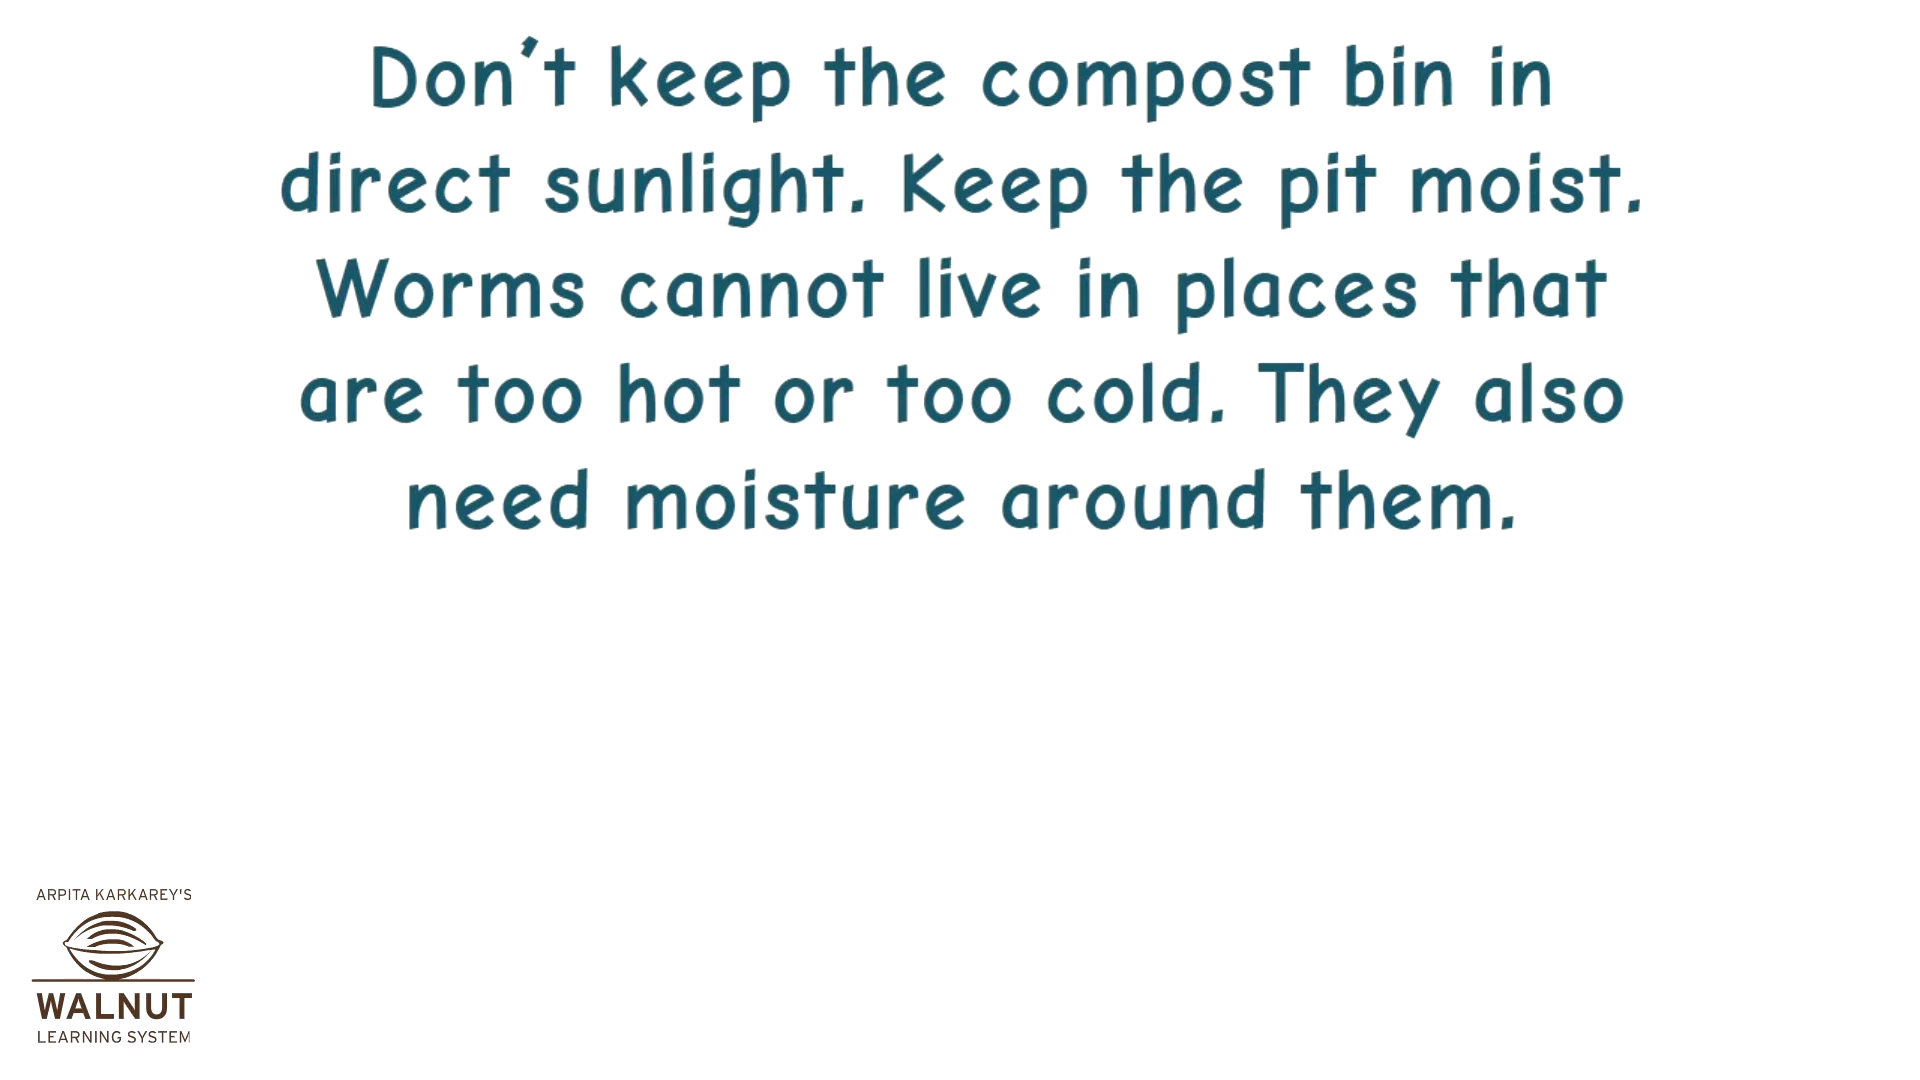 Don't keep the compost bin in
direct sunlight. Keep the pit moist.
Worms cannot live in places that
are too hot or too cold. They also
need moisture around them.
ARPITA KARKAREY'S
WALNUT
LEARNING SYSTEM